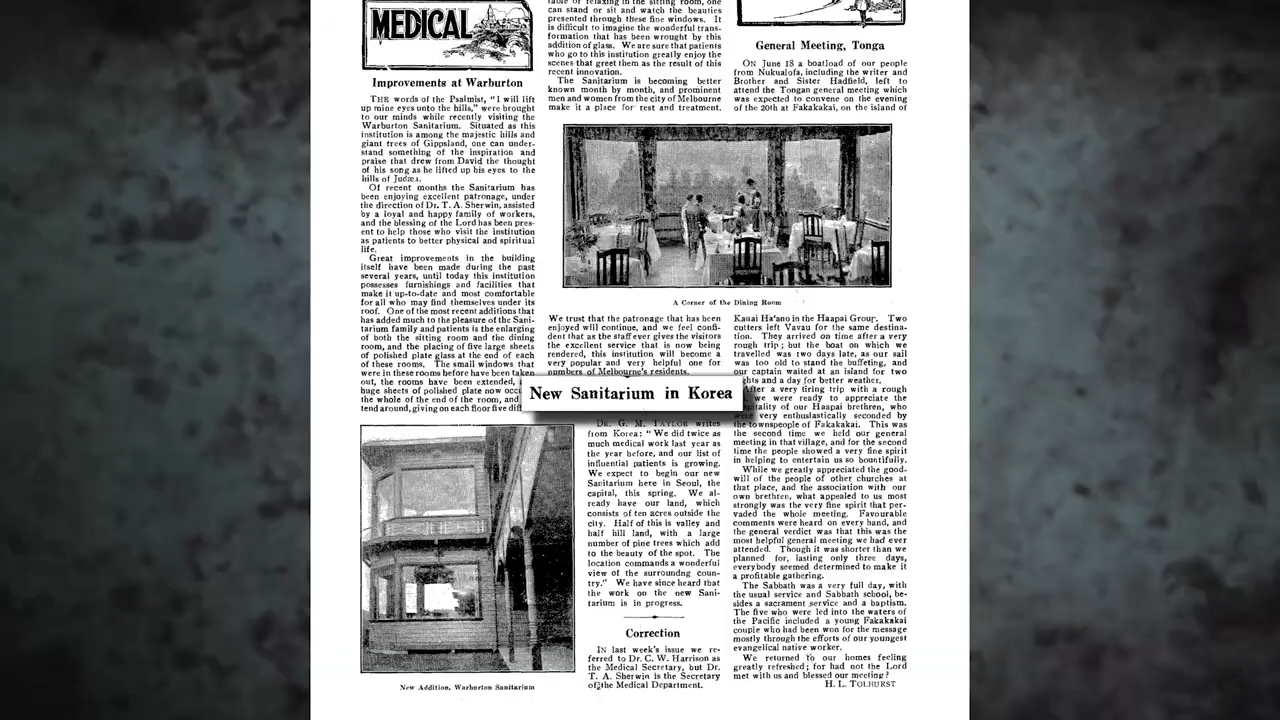 MEDICAL
Improvements at Warburton
THE words of the Psalmist, "I will lift
up mine eyes unto the hills," were brought
to our minds while recently visiting the
Warburton Sanitarium. Situated as this
institution is among the majestic hills and
giant trees of Gippsland, one can under-
stand something of the inspiration and
praise that drew from David the thought
of his song as he lifted up his eyes to the
hills of Judæa.
Of recent months the Sanitarium has
been enjoying excellent patronage, under
the direction of Dr. T. A. Sherwin, assisted
by a loyal and happy family of workers,
and the blessing of the Lord has been pres-
ent to help those who visit the institution
as patients to better physical and spiritual
life.
Great improvements in the building
itself have been made during the past
several years, until today this institution
possesses furnishings and facilities that
make it up-to-date and most comfortable
for all who may find themselves under its
roof. One of the most recent additions that
has added much to the pleasure of the Sani-
tarium family and patients is the enlarging
of both the sitting room and the dining
room, and the placing of five large sheets
of polished plate glass at the end of each
of these rooms. The small windows that
were in these rooms before have been taken
out, the rooms have been extended,
huge sheets of polished plate now
the whole of the end of the room, and
tend around, giving on each floor five
New Addition, Warburton Sanitarium
table or relaxing in the sitting room, one
can stand or sit and watch the beauties
presented through these fine windows. It
is difficult to imagine the wonderful trans-
formation that has been wrought by this
addition of glass. We are sure that patients
who go to this institution greatly enjoy the
scenes that greet them as the result of this
recent innovation.
The Sanitarium is becoming better
known month by month, and prominent
men and women from the city of Melbourne
make it a place for rest and treatment.
A Corner of the Dining Room
We trust that the patronage that has been
enjoyed will continue, and we feel confi-
dent that as the staff ever gives the visitors
the excellent service that is now being
rendered, this institution will become a
very popular and very helpful one for
numbers of Melbourne's residents.
New Sanitarium in Korea
DR. G. M. TAYLOR writes
from Korea: "We did twice as
much medical work last year as
the year before, and our list of
influential patients is growing.
We expect to begin our new
Sanitarium here in Seoul, the
capital, this spring. We al-
ready have our land, which
consists of ten acres outside the
city. Half of this is valley and
half hill land, with a large
number of pine trees which add
to the beauty of the spot. The
location commands a wonderful
view of the surroundng coun-
try." We have since heard that
the work on the new Sani-
tarium is in progress.
Correction
IN last week's issue we re-
ferred to Dr. C. W. Harrison as
the Medical Secretary, but Dr.
T. A. Sherwin is the Secretary
of the Medical Department.
General Meeting, Tonga
ON June 18 a boatload of our people
from Nukualofa, including the writer and
Brother and Sister Hadfield, left to
attend the Tongan general meeting which
was expected to convene on the evening
of the 20th at Fakakakai, on the island of
Kauai Ha'ano in the Haapai Group. Two
cutters left Vavau for the same destina-
tion. They arrived on time after a very
rough trip; but the boat on which we
travelled was two days late, as our sail
was too old to stand the buffeting, and
our captain waited at an island for two
and a day for better weather.
After a very tiring trip with a rough
we were ready to appreciate the
of our Haapai brethren, who
were very enthusiastically seconded by
the townspeople of Fakakakai. This was
the second time we held our general
meeting in that village, and for the second
time the people showed a very fine spirit
in helping to entertain us so bountifully.
While we greatly appreciated the good-
will of the people of other churches at
that place, and the association with our
own brethren, what appealed to us most
strongly was the very fine spirit that per-
vaded the whole meeting. Favourable
comments were heard on every hand, and
the general verdict was that this was the
most helpful general meeting we had ever
attended. Though it was shorter than we
planned for, lasting only three days,
everybody seemed determined to make it
a profitable gathering.
The Sabbath was a very full day, with
the usual service and Sabbath school, be-
sides a sacrament service and a baptism.
The five who were led into the waters of
the Pacific included a young Fakakakai
couple who had been won for the message
mostly through the efforts of our youngest
evangelical native worker.
We returned to our homes feeling
greatly refreshed; for had not the Lord
met with us and blessed our meeting?
H. L. TOLHURST